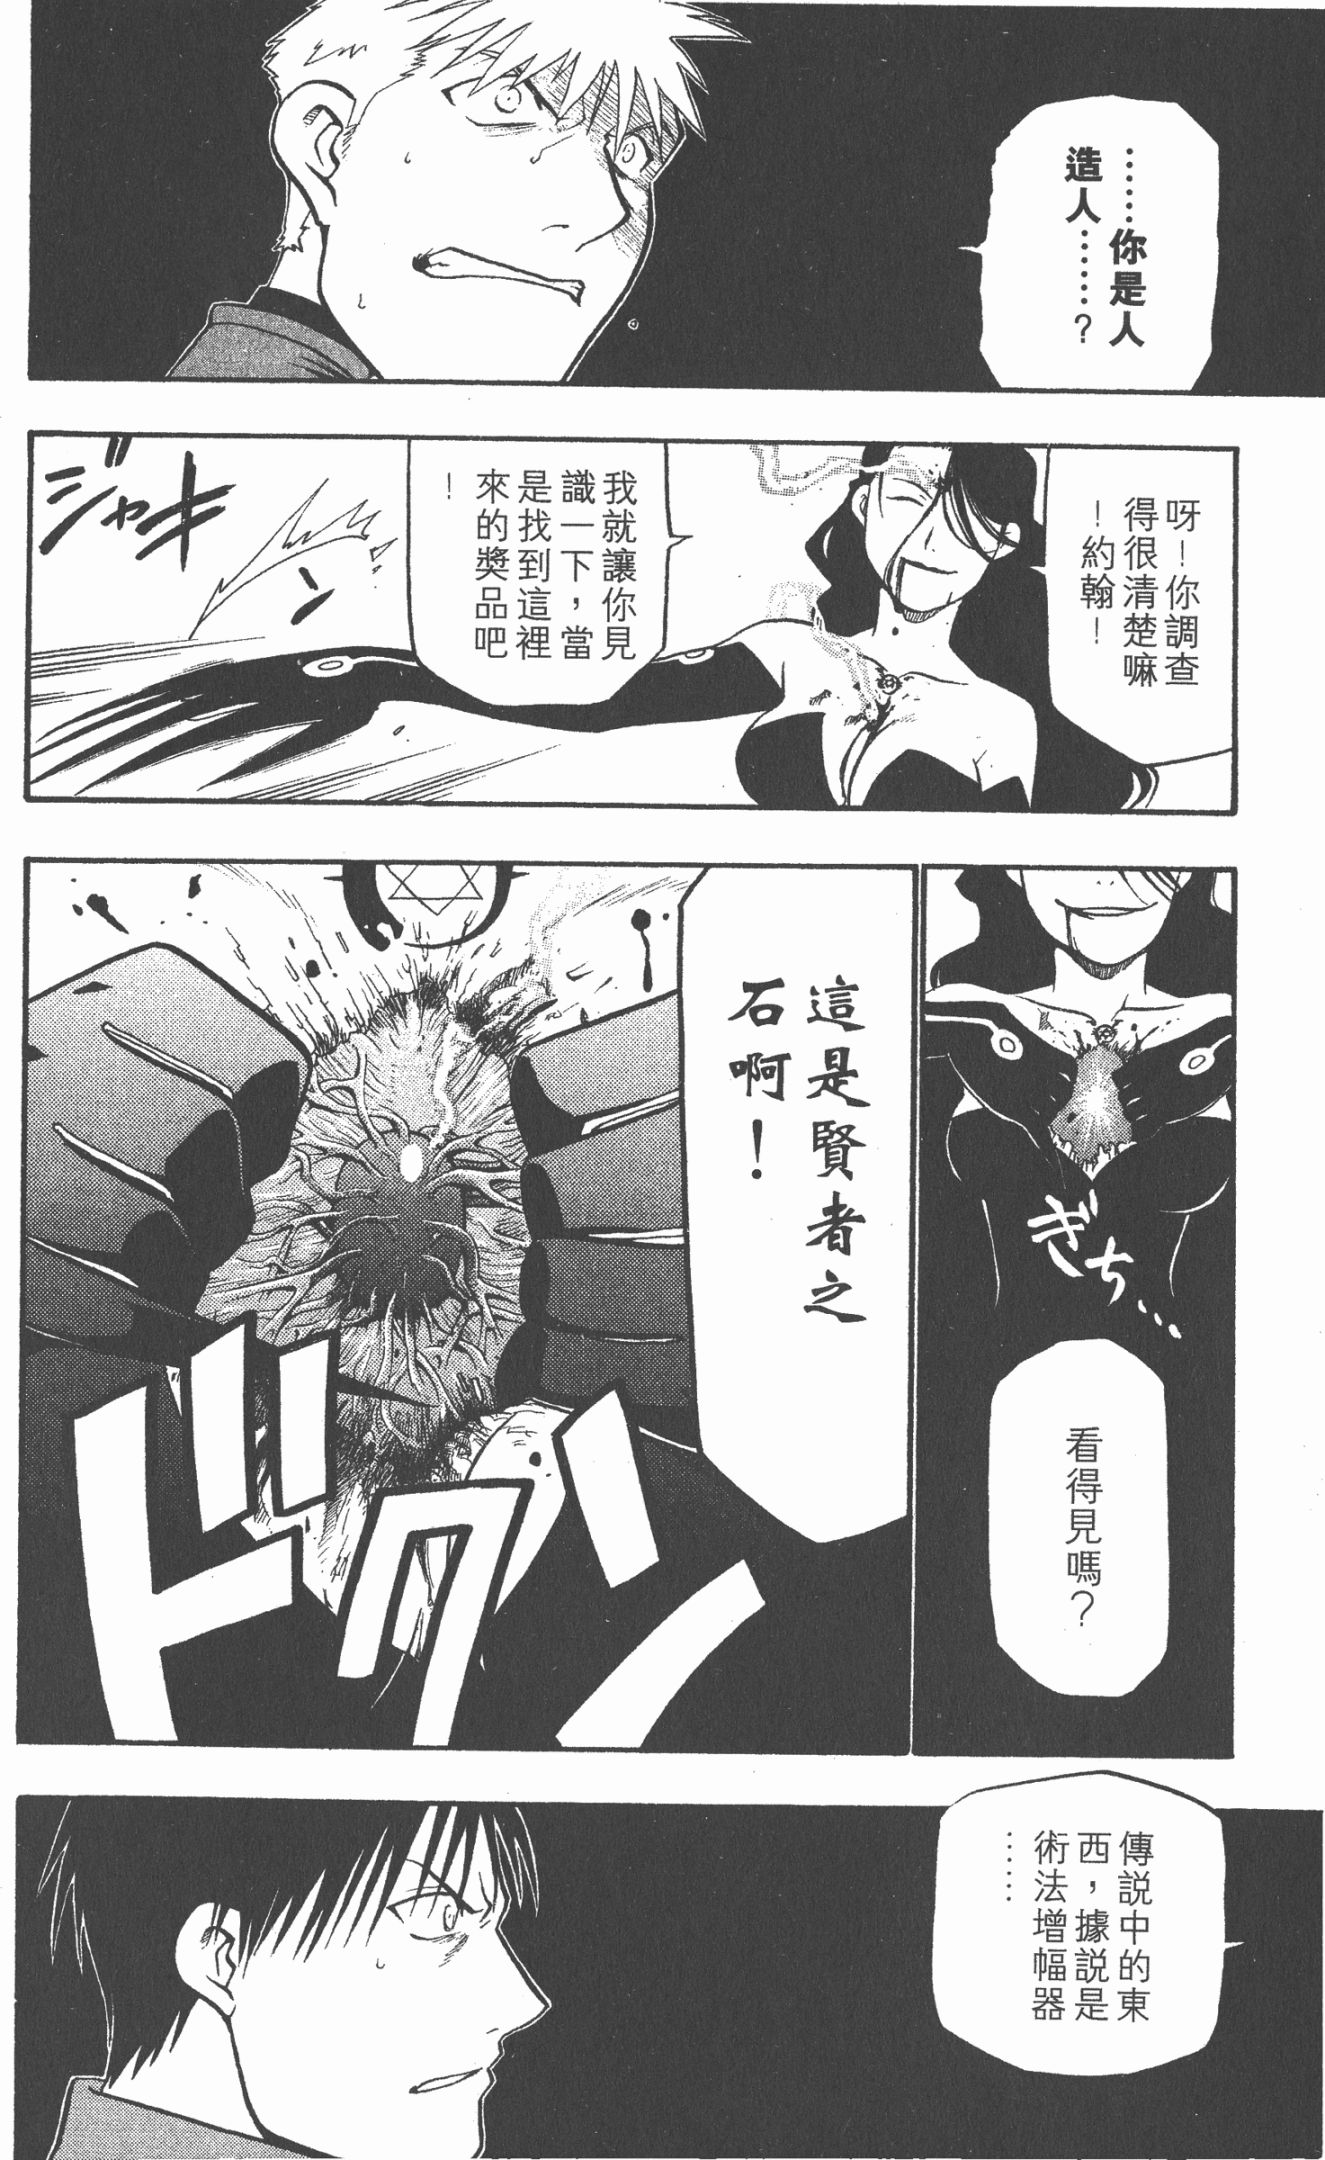 ……你是人
造人……？
呀！你調查
得很清楚嘛
！約翰！
我就讓你見
識一下，當
是找到這裡
來的獎品吧
！
ジャキ
ッ
ぎち…
看得見嗎？
這是賢者之
石啊！
ドクン
傳説中的東
西，據説是
術法增幅器
……